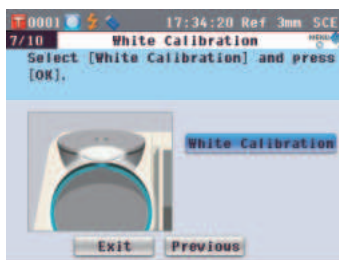 T 0001 17:34:20 Ref 3mm SCE
7/10 White Calibration MENU
Select [White Calibration] and press
[OK].
White Calibration
Exit Previous